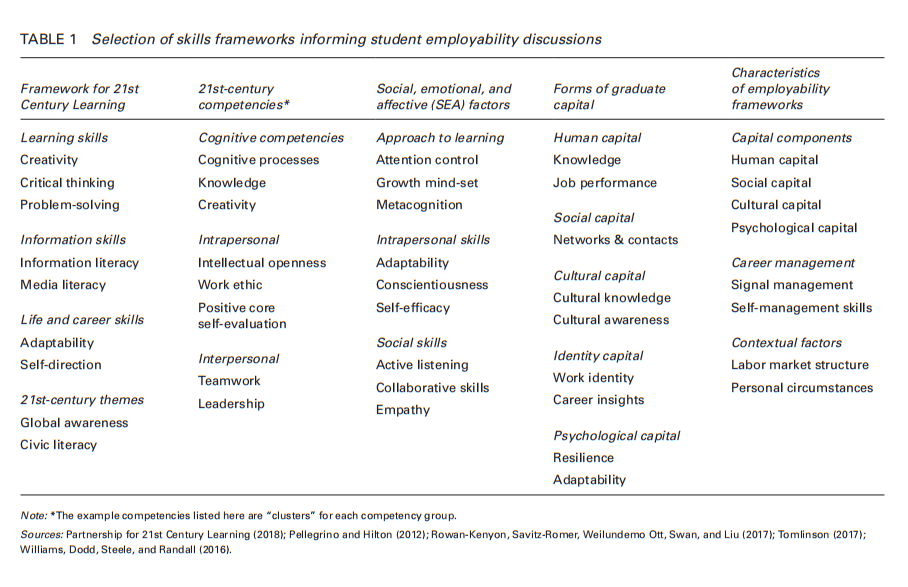 TABLE 1 Selection of skills frameworks informing student employability discussions
Framework for 21st
Century Learning
Learning skills
Creativity
Critical thinking
Problem-solving
Information skills
Information literacy
Media literacy
Life and career skills
Adaptability
Self-direction
21st-century themes
Global awareness
Civic literacy
21st-century
competencies*
Cognitive competencies
Cognitive processes
Knowledge
Creativity
Intrapersonal
Intellectual openness
Work ethic
Positive core
self-evaluation
Interpersonal
Teamwork
Leadership
Social, emotional, and
affective (SEA) factors
Approach to learning
Attention control
Growth mind-set
Metacognition
Intrapersonal skills
Adaptability
Conscientiousness
Self-efficacy
Social skills
Active listening
Collaborative skills
Empathy
Forms of graduate
capital
Human capital
Knowledge
Job performance
Social capital
Networks & contacts
Cultural capital
Cultural knowledge
Cultural awareness
Identity capital
Work identity
Career insights
Psychological capital
Resilience
Adaptability
Characteristics
of employability
frameworks
Capital components
Human capital
Social capital
Cultural capital
Psychological capital
Career management
Signal management
Self-management skills
Contextual factors
Labor market structure
Personal circumstances
Note: *The example competencies listed here are “clusters” for each competency group.
Sources: Partnership for 21st Century Learning (2018); Pellegrino and Hilton (2012); Rowan-Kenyon, Savitz-Romer, Weilundemo Ott, Swan, and Liu (2017); Tomlinson (2017);
Williams, Dodd, Steele, and Randall (2016).